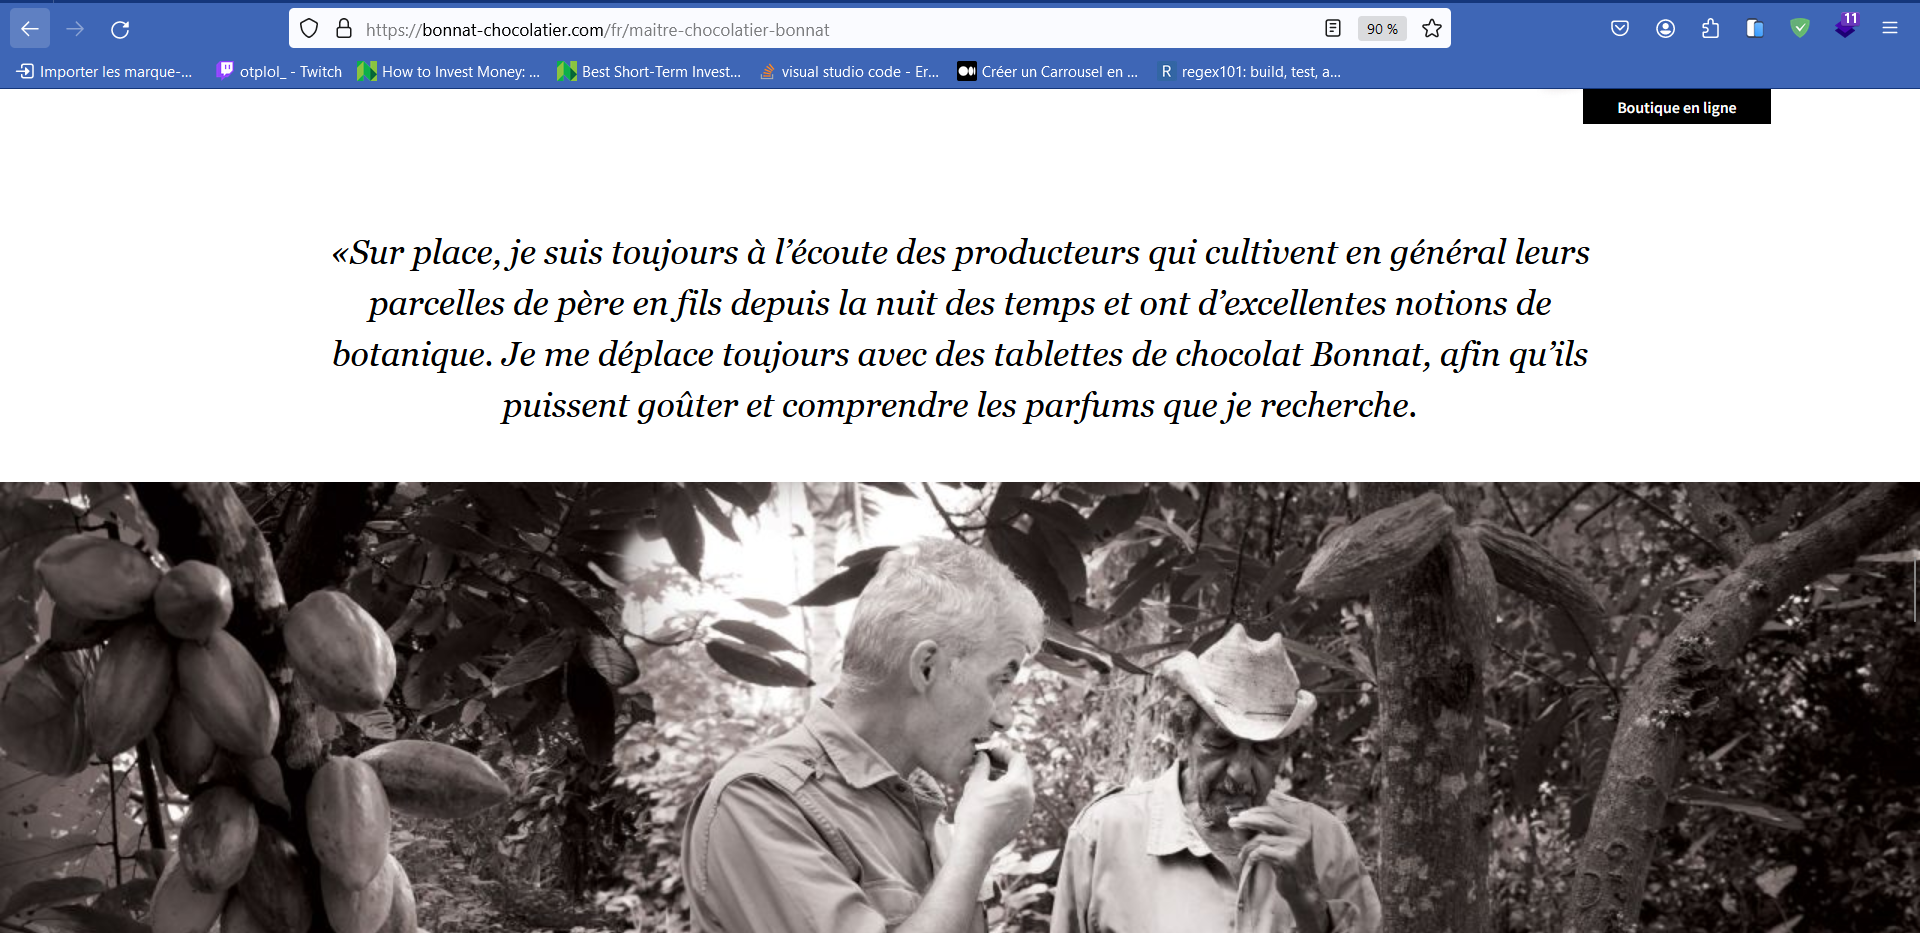 https://bonnat-chocolatier.com/fr/maitre-chocolatier-bonnat
90 %
11
Importer les marque-...
otplol_ - Twitch
How to Invest Money: ...
Best Short-Term Invest...
visual studio code - Er...
Créer un Carrousel en ...
R
regex101: build, test, a...
Boutique en ligne
«Sur place, je suis toujours à l’écoute des producteurs qui cultivent en général leurs
parcelles de père en fils depuis la nuit des temps et ont d’excellentes notions de
botanique. Je me déplace toujours avec des tablettes de chocolat Bonnat, afin qu’ils
puissent goûter et comprendre les parfums que je recherche.